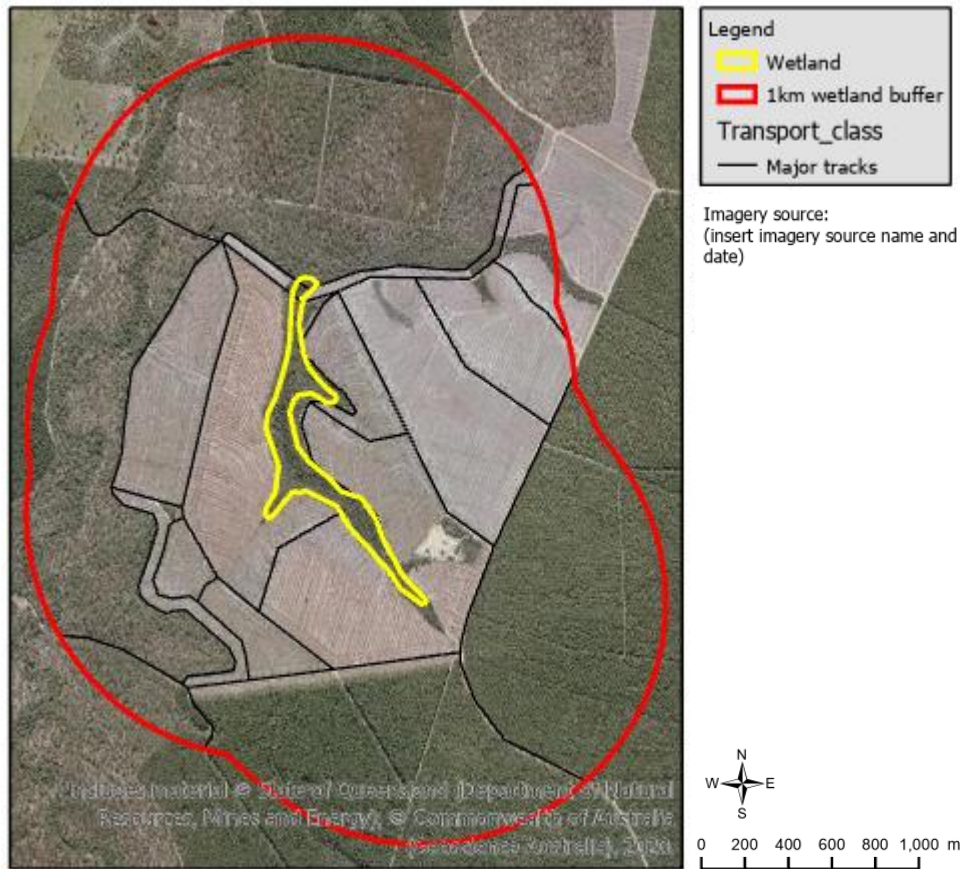 Legend
Wetland
1km wetland buffer
Transport_class
Major tracks
Imagery source:
(insert imagery source name and
date)
N
W E
S
0 200 400 600 800 1,000 m
Includes material © State of Queensland (Department of Natural
Resources, Mines and Energy), © Commonwealth of Australia
2020